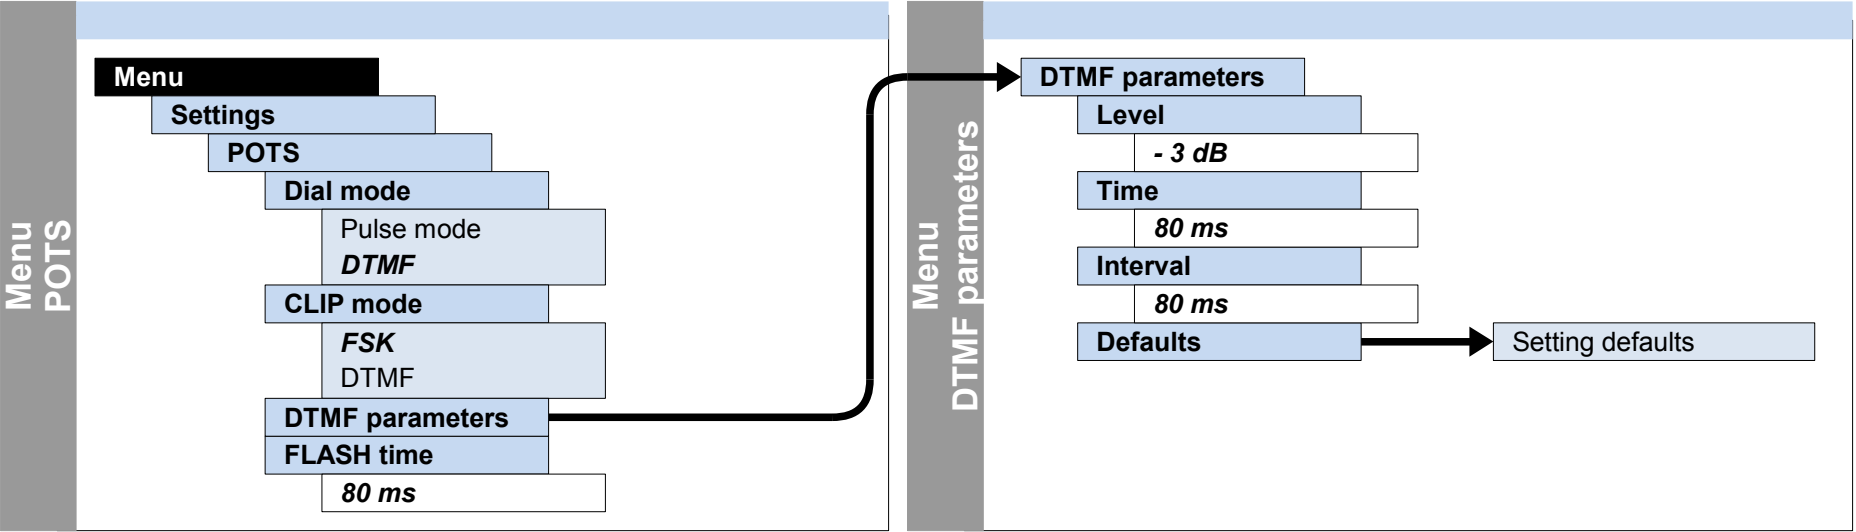 Menu
POTS
Menu
Settings
POTS
Dial mode
Pulse mode
DTMF
CLIP mode
FSK
DTMF
DTMF parameters
FLASH time
80 ms
Menu
DTMF parameters
DTMF parameters
Level
- 3 dB
Time
80 ms
Interval
80 ms
Defaults
Setting defaults